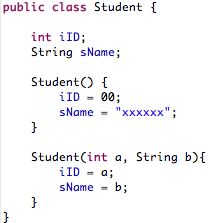 public class Student {
int iID;
String sName;
Student() {
iID = 00;
sName = "xxxxxx";
}
Student(int a, String b){
iID = a;
sName = b;
}
}